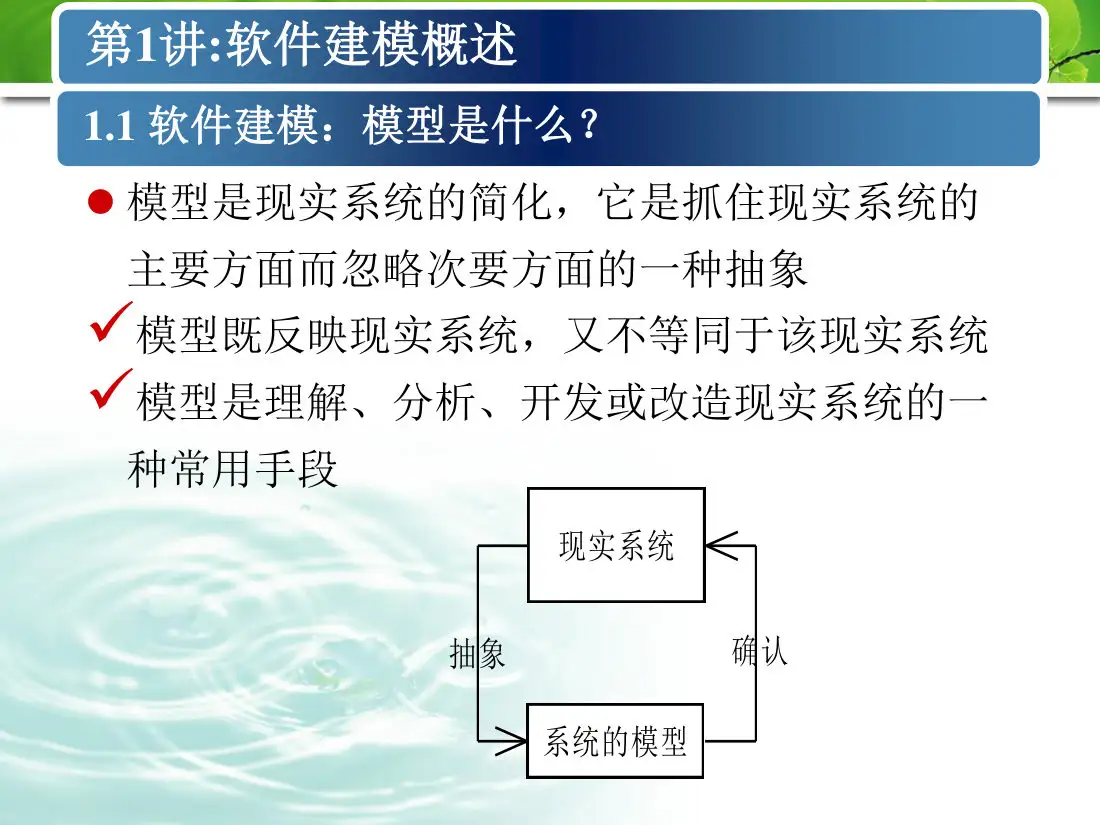 第1讲:软件建模概述
1.1 软件建模：模型是什么？
模型是现实系统的简化，它是抓住现实系统的
主要方面而忽略次要方面的一种抽象
模型既反映现实系统，又不等同于该现实系统
模型是理解、分析、开发或改造现实系统的一
种常用手段
现实系统
抽象
确认
系统的模型